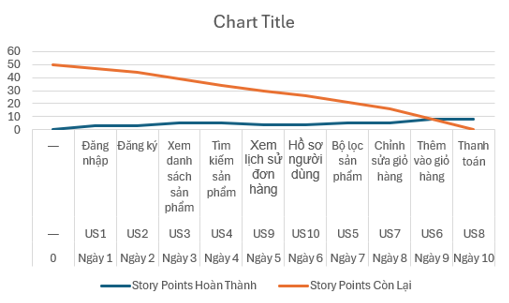 Chart Title
60
50
40
30
20
10
0
— Đăng nhập Đăng ký Xem danh sách sản phẩm Tìm kiếm sản phẩm Xem lịch sử đơn hàng Hồ sơ người dùng Bộ lọc sản phẩm Chỉnh sửa giỏ hàng Thêm vào giỏ hàng Thanh toán
— US1 US2 US3 US4 US9 US10 US5 US7 US6 US8
0 Ngày 1 Ngày 2 Ngày 3 Ngày 4 Ngày 5 Ngày 6 Ngày 7 Ngày 8 Ngày 9 Ngày 10
Story Points Hoàn Thành Story Points Còn Lại